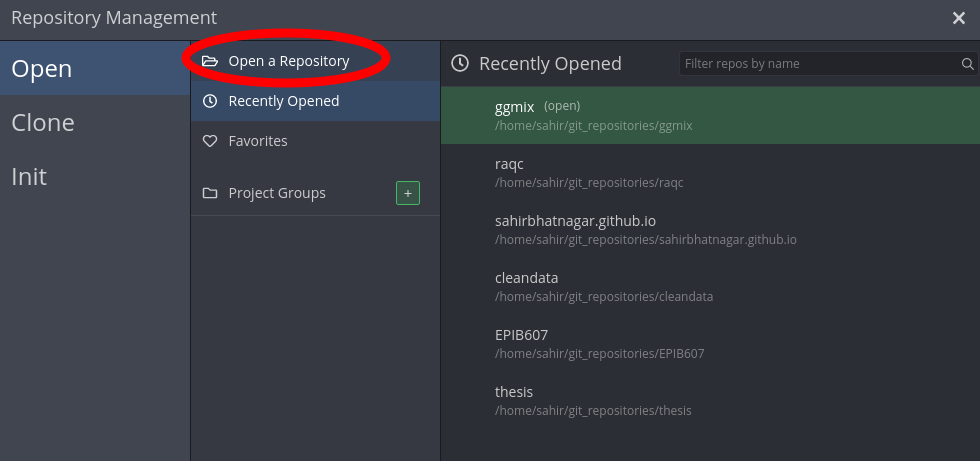 Repository Management
Open
Clone
Init
Open a Repository
Recently Opened
Favorites
Project Groups
+
Recently Opened
Filter repos by name
ggmix (open)
/home/sahir/git_repositories/ggmix
raqc
/home/sahir/git_repositories/raqc
sahirbhatnagar.github.io
/home/sahir/git_repositories/sahirbhatnagar.github.io
cleandata
/home/sahir/git_repositories/cleandata
EPIB607
/home/sahir/git_repositories/EPIB607
thesis
/home/sahir/git_repositories/thesis